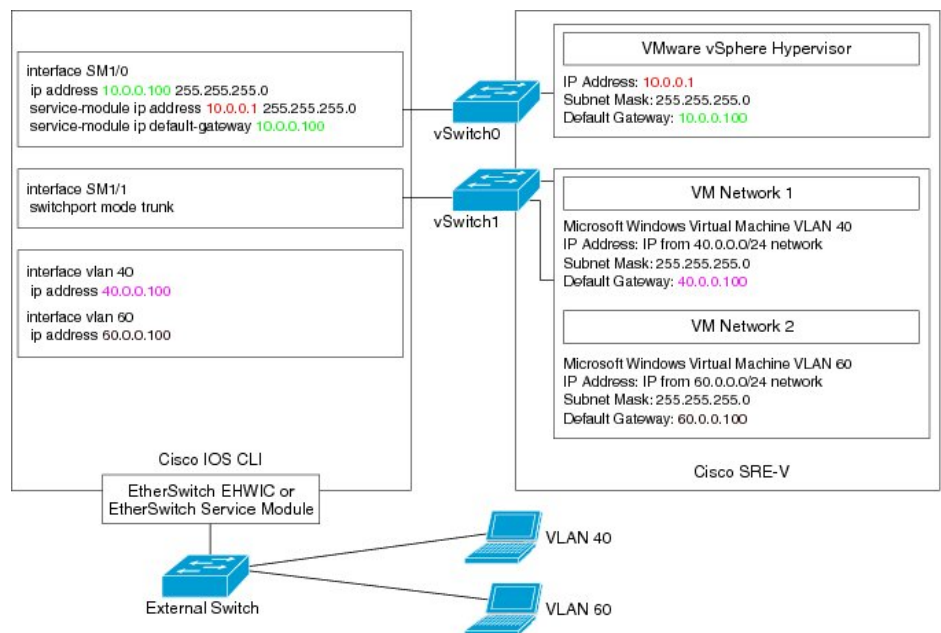 interface SM1/0
ip address 10.0.0.100 255.255.255.0
service-module ip address 10.0.0.1 255.255.255.0
service-module ip default-gateway 10.0.0.100
interface SM1/1
switchport mode trunk
interface vlan 40
ip address 40.0.0.100
interface vlan 60
ip address 60.0.0.100
Cisco IOS CLI
EtherSwitch EHWIC or
EtherSwitch Service Module
vSwitch0
vSwitch1
VMware vSphere Hypervisor
IP Address: 10.0.0.1
Subnet Mask: 255.255.255.0
Default Gateway: 10.0.0.100
VM Network 1
Microsoft Windows Virtual Machine VLAN 40
IP Address: IP from 40.0.0.0/24 network
Subnet Mask: 255.255.255.0
Default Gateway: 40.0.0.100
VM Network 2
Microsoft Windows Virtual Machine VLAN 60
IP Address: IP from 60.0.0.0/24 network
Subnet Mask: 255.255.255.0
Default Gateway: 60.0.0.100
Cisco SRE-V
External Switch
VLAN 40
VLAN 60